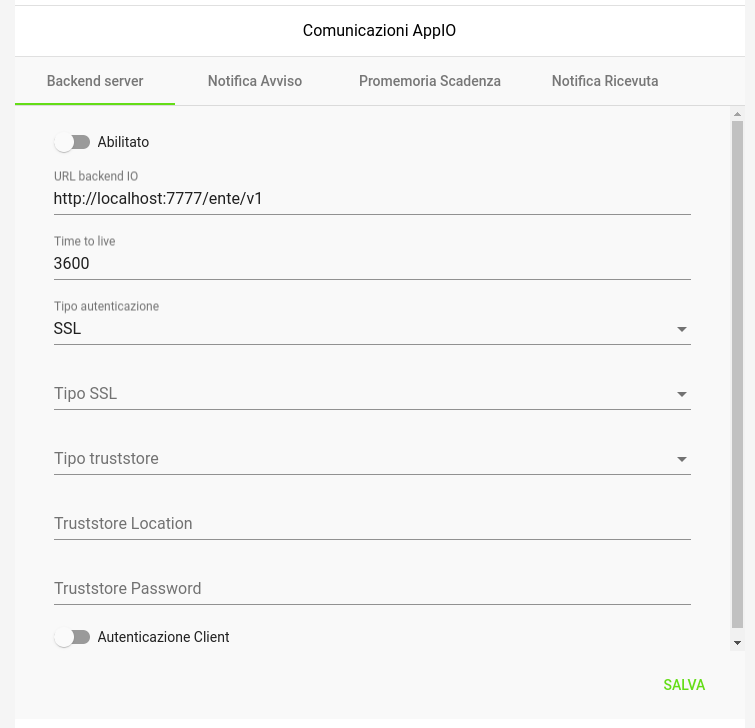 Comunicazioni AppIO
Backend server Notifica Avviso Promemoria Scadenza Notifica Ricevuta
Abilitato
URL backend IO
http://localhost:7777/ente/v1
Time to live
3600
Tipo autenticazione
SSL
Tipo SSL
Tipo truststore
Truststore Location
Truststore Password
Autenticazione Client
SALVA